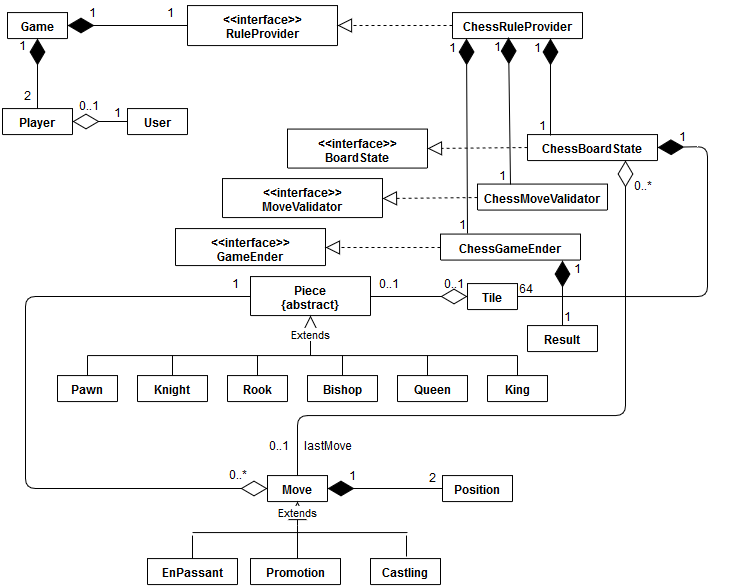 Game
1
1
<<interface>>
RuleProvider
ChessRuleProvider
1
1
1
1
2
0..1
1
Player
User
<<interface>>
BoardState
1
ChessBoardState
1
0..*
<<interface>>
MoveValidator
1
ChessMoveValidator
1
<<interface>>
GameEnder
ChessGameEnder
1
1
Piece
{abstract}
0..1
0..1
Tile
64
1
Result
Extends
Pawn
Knight
Rook
Bishop
Queen
King
0..1
lastMove
0..*
Move
1
2
Position
Extends
EnPassant
Promotion
Castling